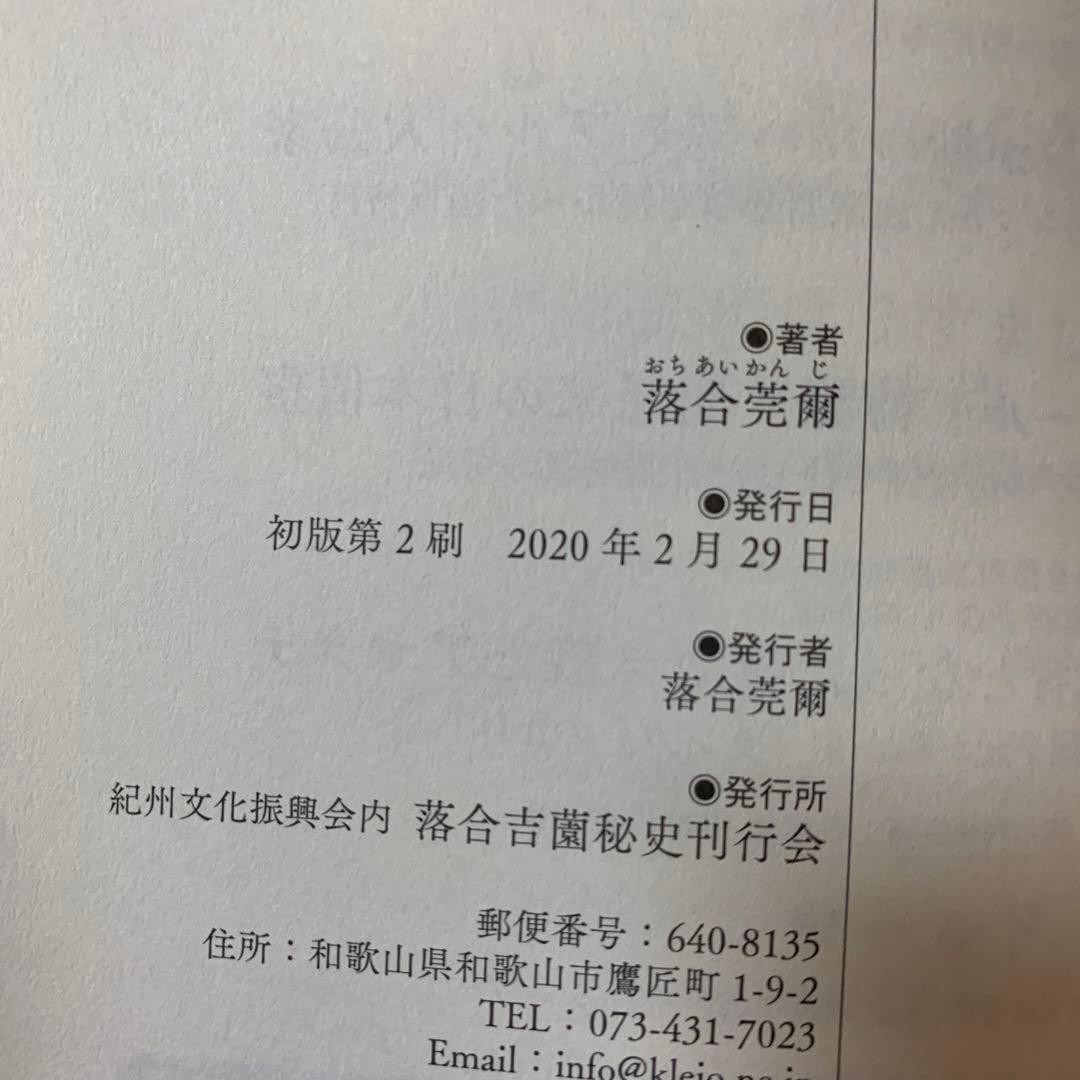 ◉著者
おちあいかんじ
落合莞爾
◉発行日
初版第2刷　2020年2月29日
◉発行者
落合莞爾
◉発行所
紀州文化振興会内 落合吉薗秘史刊行会
郵便番号：640-8135
住所：和歌山県和歌山市鷹匠町 1-9-2
TEL：073-431-7023
Email：